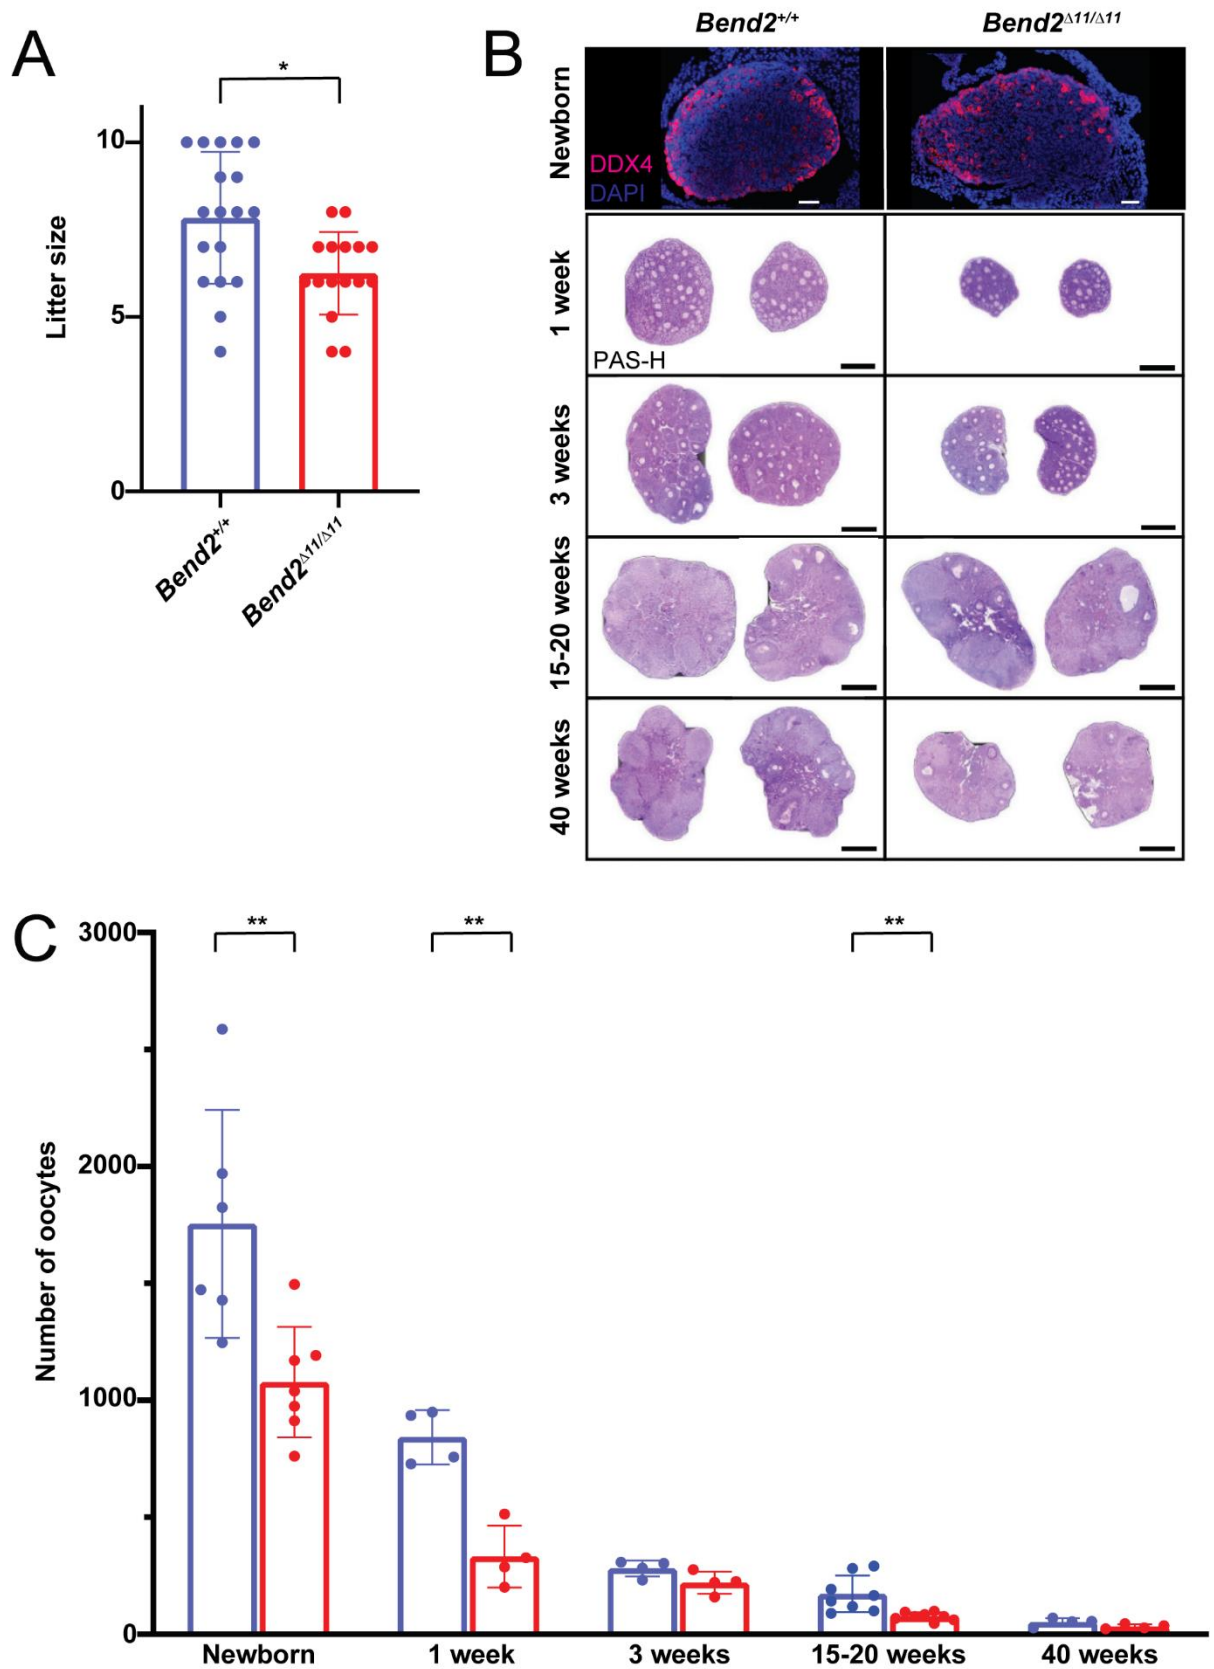 A
*
10
5
0
Litter size
Bend2+/+
Bend2Δ11/Δ11
B
Bend2+/+
Bend2Δ11/Δ11
Newborn
DDX4
DAPI
1 week
PAS-H
3 weeks
15-20 weeks
40 weeks
C
** ** **
3000
2000
1000
0
Number of oocytes
Newborn 1 week 3 weeks 15-20 weeks 40 weeks